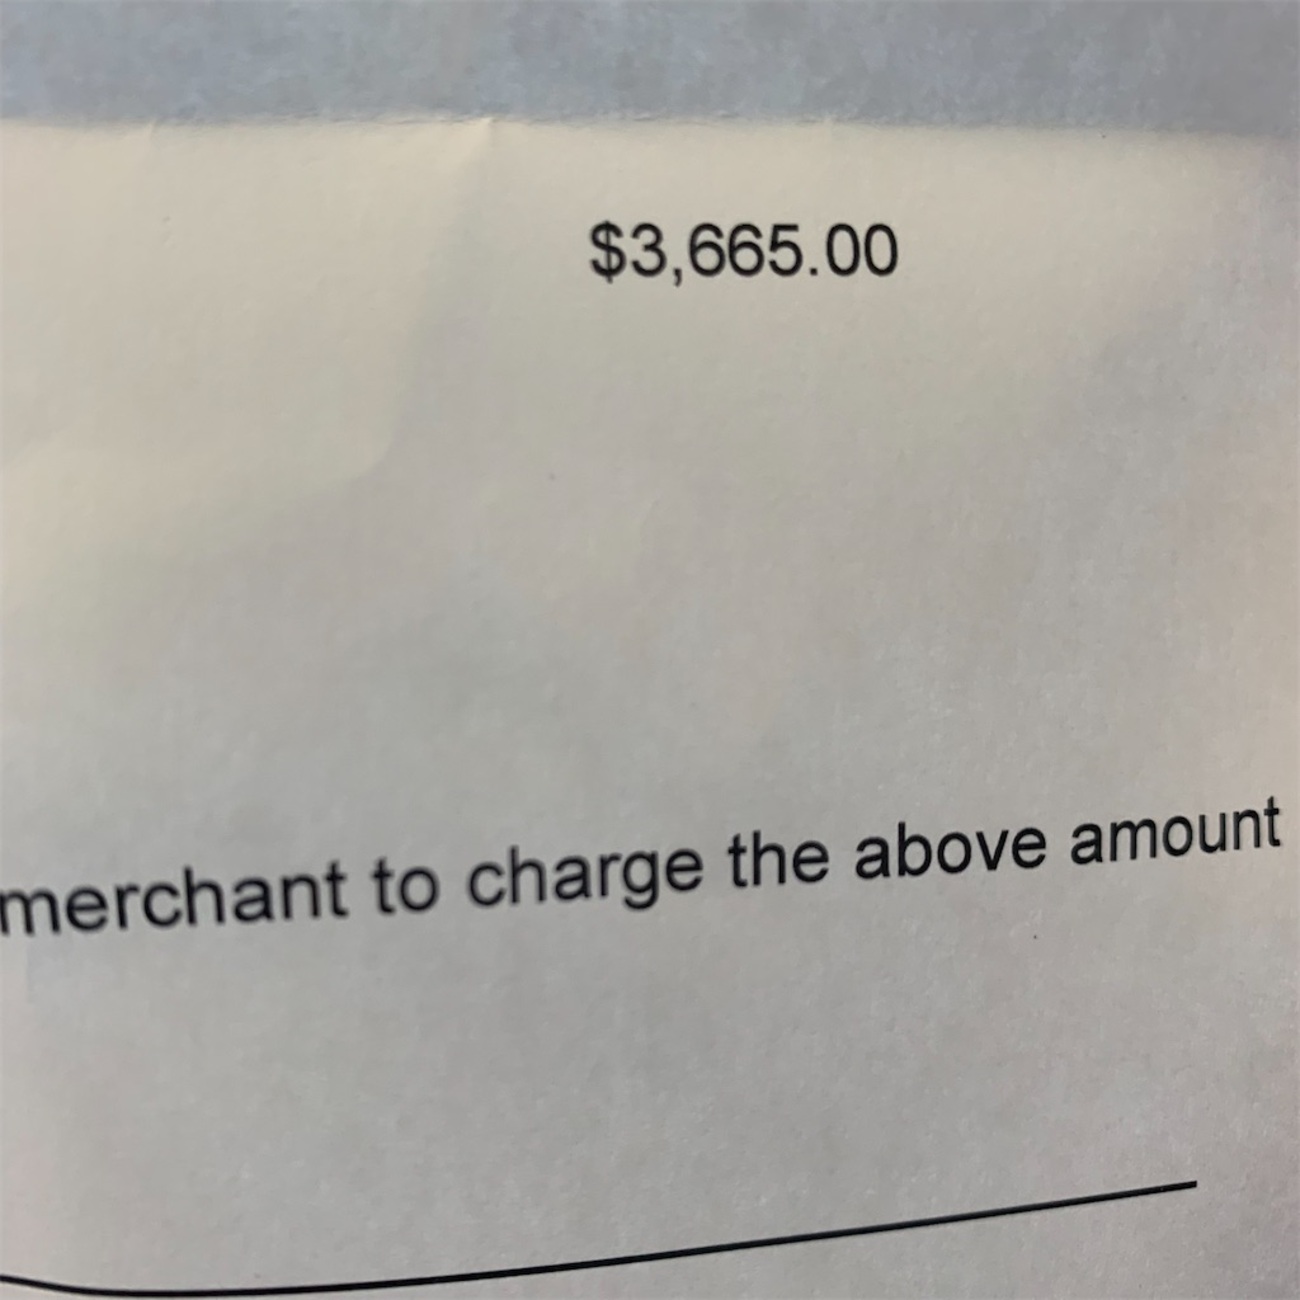 $3,665.00
merchant to charge the above amount